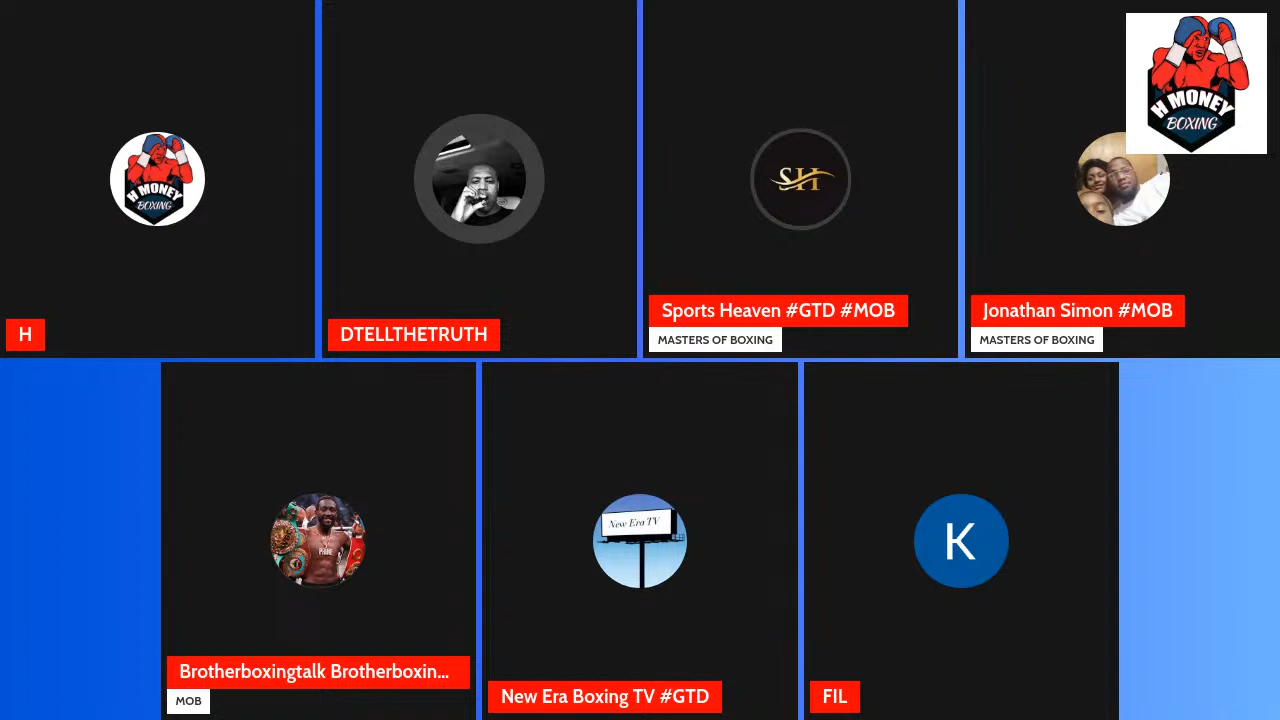 H MONEY
BOXING
H
DTELLTHETRUTH
SH
Sports Heaven #GTD #MOB
MASTERS OF BOXING
Jonathan Simon #MOB
MASTERS OF BOXING
H MONEY
BOXING
Brotherboxingtalk Brotherboxin...
MOB
New Era TV
New Era Boxing TV #GTD
K
FIL